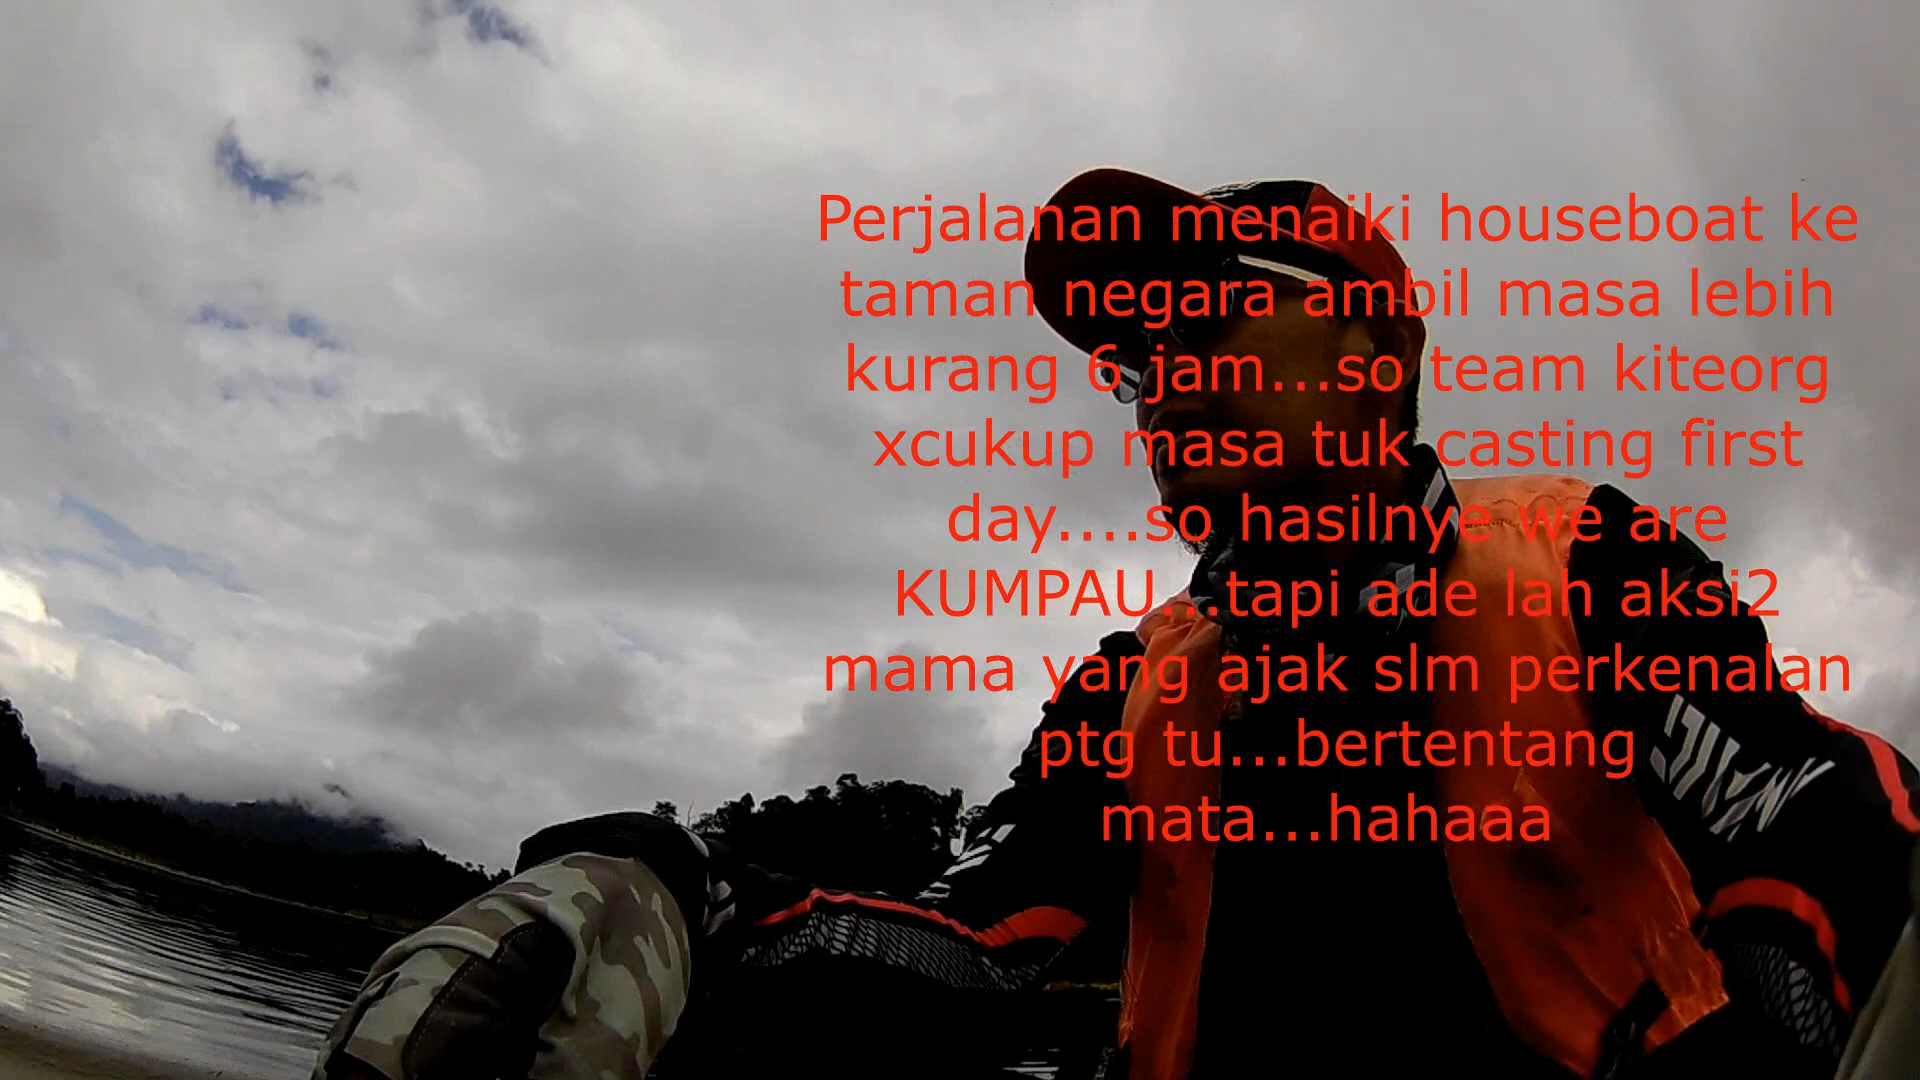 Perjalanan menaiki houseboat ke
taman negara ambil masa lebih
kurang 6 jam...so team kiteorg
xcukup masa tuk casting first
day....so hasilnye we are
KUMPAU...tapi ade lah aksi2
mama yang ajak slm perkenalan
ptg tu...bertentang
mata...hahaaa